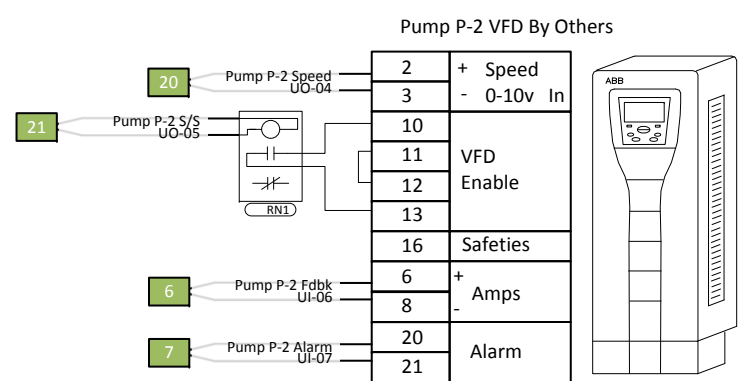 Pump P-2 VFD By Others
20
Pump P-2 Speed
UO-04
2
+ Speed
3
- 0-10v In
ABB
21
Pump P-2 S/S
UO-05
RN1
10
11
12
13
VFD
Enable
16
Safeties
6
Pump P-2 Fdbk
UI-06
6
+
8
-
Amps
7
Pump P-2 Alarm
UI-07
20
21
Alarm